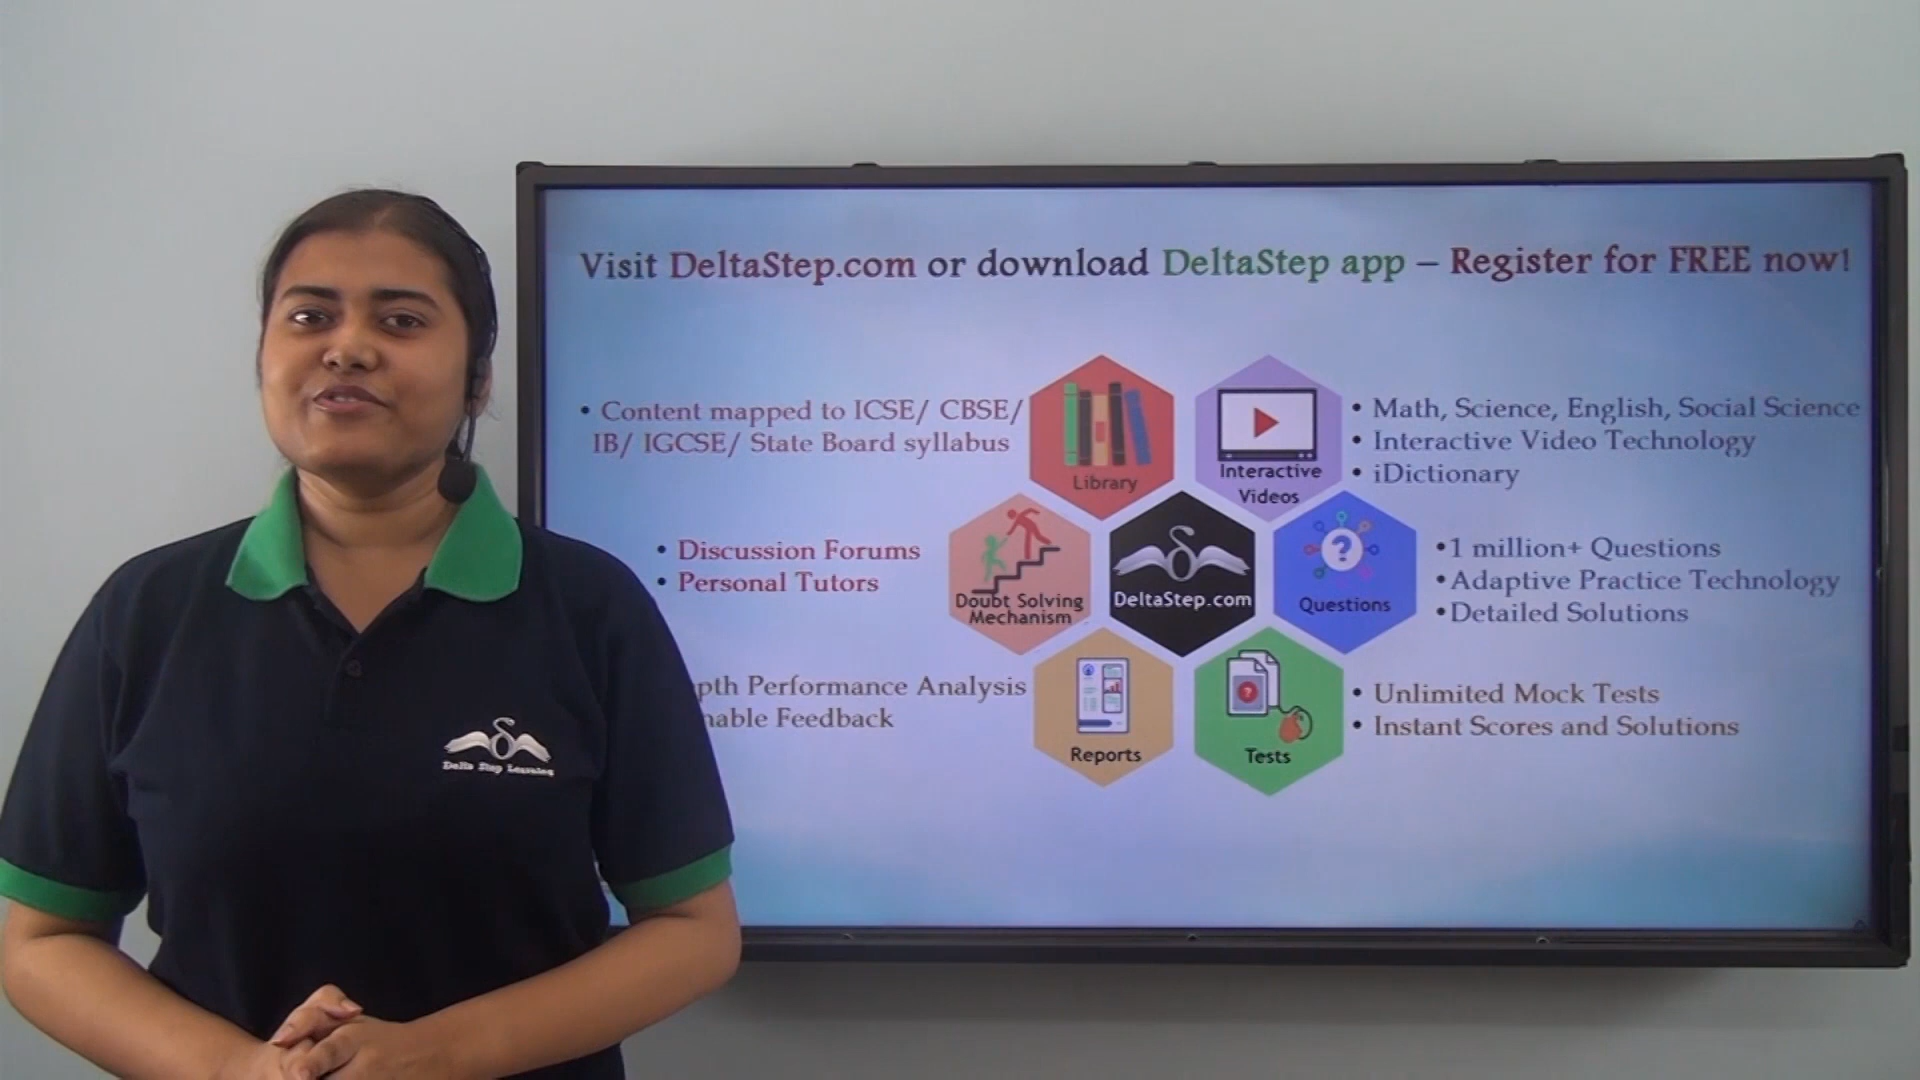 Visit DeltaStep.com or download DeltaStep app – Register for FREE now!
• Content mapped to ICSE/ CBSE/
IB/ IGCSE/ State Board syllabus
Library
Interactive
Videos
• Math, Science, English, Social Science
• Interactive Video Technology
• iDictionary
• Discussion Forums
• Personal Tutors
Doubt Solving
Mechanism
DeltaStep.com
Questions
•1 million+ Questions
•Adaptive Practice Technology
•Detailed Solutions
Performance Analysis
Feedback
Reports
Tests
• Unlimited Mock Tests
• Instant Scores and Solutions
Delta Step Learning